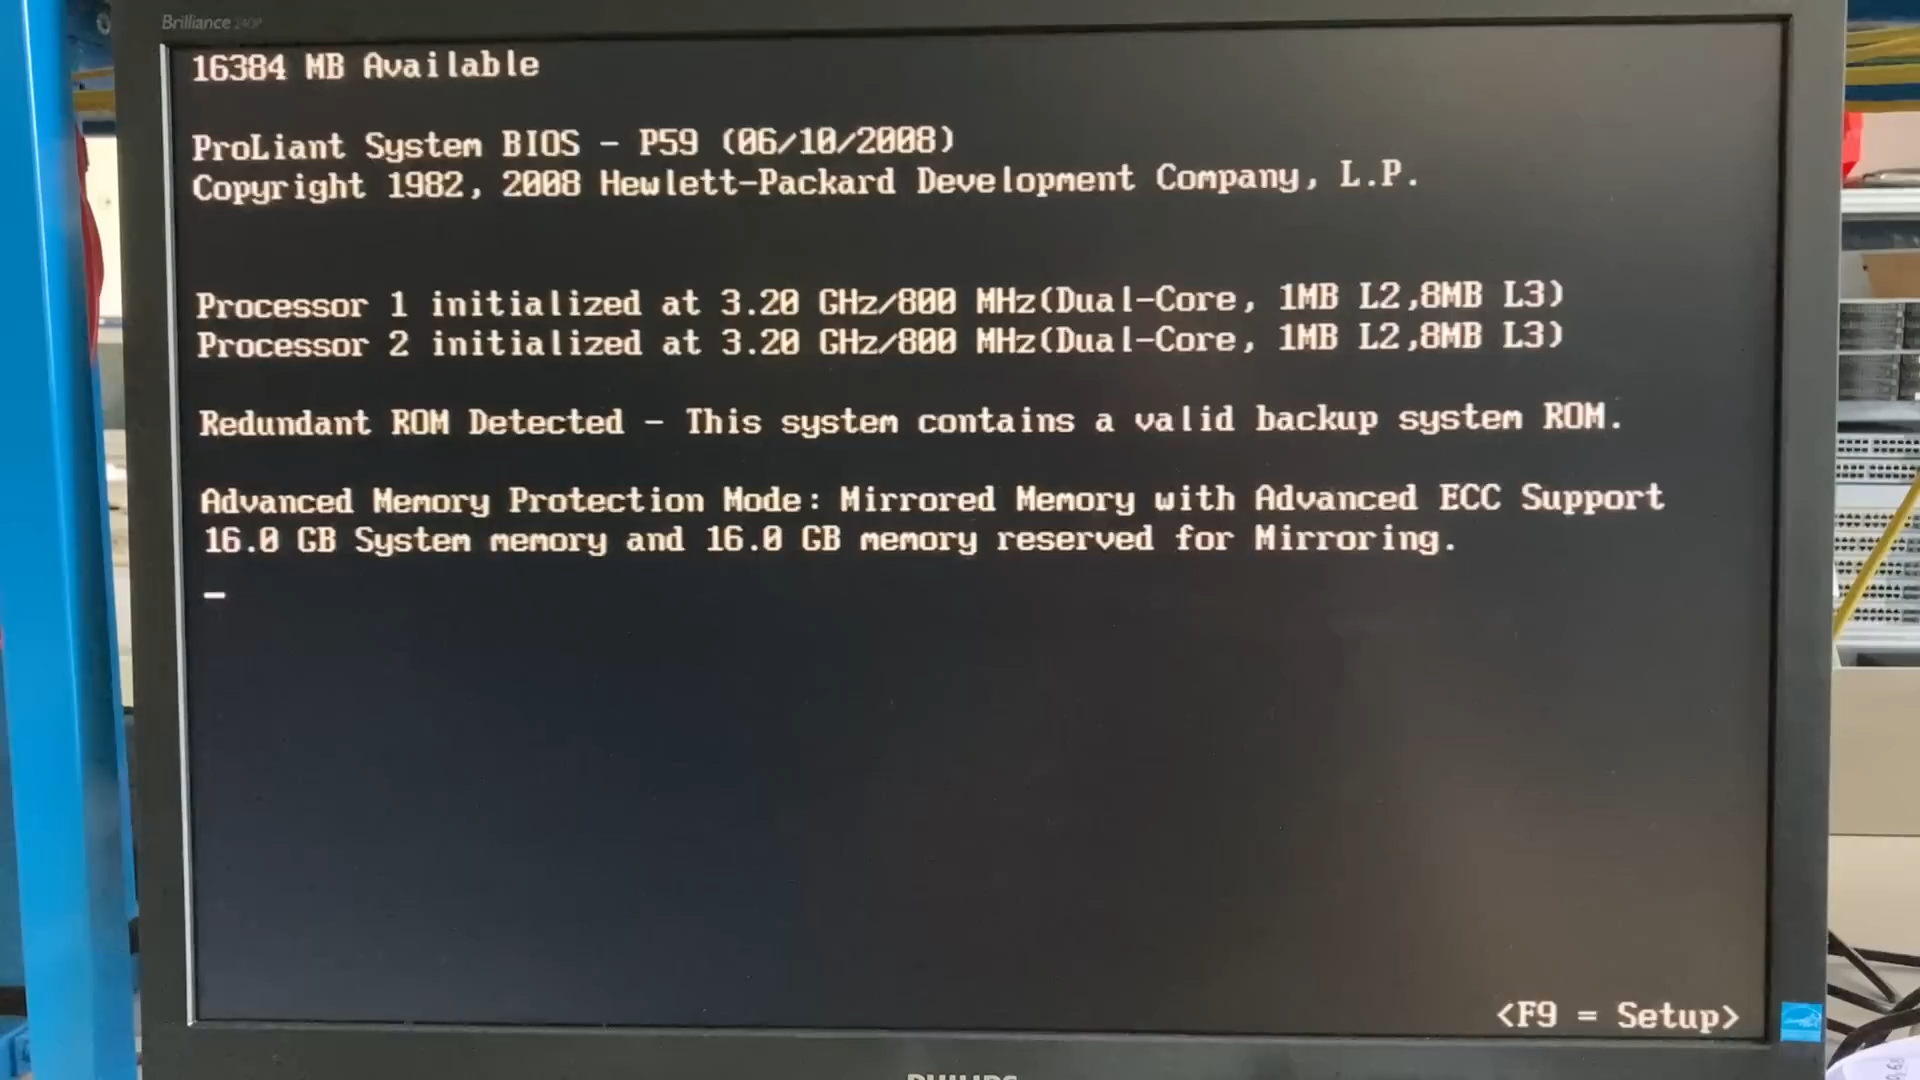 Brilliance 240P
16384 MB Available
ProLiant System BIOS - P59 (06/10/2008)
Copyright 1982, 2008 Hewlett-Packard Development Company, L.P.
Processor 1 initialized at 3.20 GHz/800 MHz(Dual-Core, 1MB L2,8MB L3)
Processor 2 initialized at 3.20 GHz/800 MHz(Dual-Core, 1MB L2,8MB L3)
Redundant ROM Detected - This system contains a valid backup system ROM.
Advanced Memory Protection Mode: Mirrored Memory with Advanced ECC Support
16.0 GB System memory and 16.0 GB memory reserved for Mirroring.
<F9 = Setup>
PHILIPS